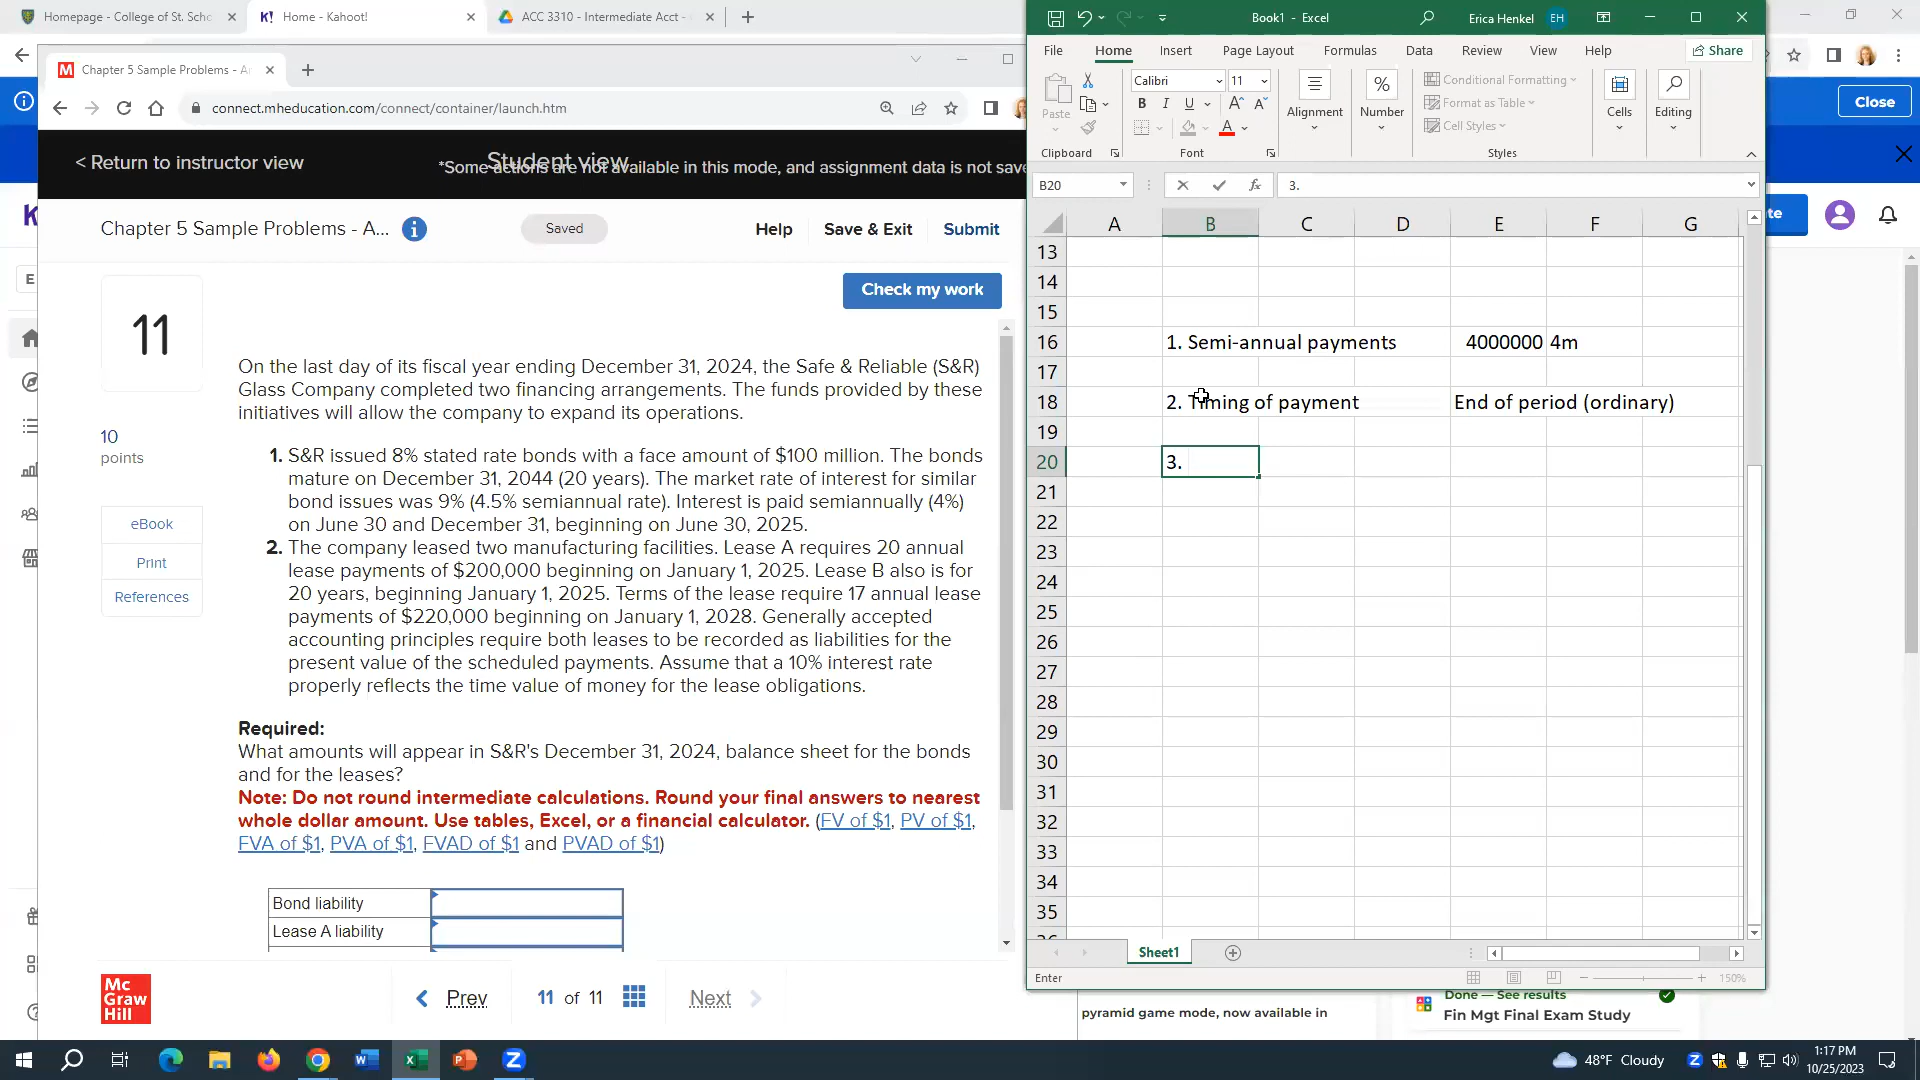 Homepage - College of St. Scho
Home - Kahoot!
ACC 3310 - Intermediate Acct -
Chapter 5 Sample Problems - A
connect.mheducation.com/connect/container/launch.htm
< Return to instructor view
Student view
*Some actions are not available in this mode, and assignment data is not save
Chapter 5 Sample Problems - A...
Saved
Help
Save & Exit
Submit
Check my work
11
10
points
eBook
Print
References
On the last day of its fiscal year ending December 31, 2024, the Safe & Reliable (S&R)
Glass Company completed two financing arrangements. The funds provided by these
initiatives will allow the company to expand its operations.
1. S&R issued 8% stated rate bonds with a face amount of $100 million. The bonds
mature on December 31, 2044 (20 years). The market rate of interest for similar
bond issues was 9% (4.5% semiannual rate). Interest is paid semiannually (4%)
on June 30 and December 31, beginning on June 30, 2025.
2. The company leased two manufacturing facilities. Lease A requires 20 annual
lease payments of $200,000 beginning on January 1, 2025. Lease B also is for
20 years, beginning January 1, 2025. Terms of the lease require 17 annual lease
payments of $220,000 beginning on January 1, 2028. Generally accepted
accounting principles require both leases to be recorded as liabilities for the
present value of the scheduled payments. Assume that a 10% interest rate
properly reflects the time value of money for the lease obligations.
Required:
What amounts will appear in S&R's December 31, 2024, balance sheet for the bonds
and for the leases?
Note: Do not round intermediate calculations. Round your final answers to nearest
whole dollar amount. Use tables, Excel, or a financial calculator. (FV of $1, PV of $1,
FVA of $1, PVA of $1, FVAD of $1 and PVAD of $1)
Bond liability
Lease A liability
Mc
Graw
Hill
Prev
11 of 11
Next
Book1 - Excel
Erica Henkel
EH
File
Home
Insert
Page Layout
Formulas
Data
Review
View
Help
Share
Paste
Calibri
11
B I U
Alignment
Number
Conditional Formatting
Format as Table
Cell Styles
Cells
Editing
Clipboard
Font
Styles
B20
3.
A B C D E F G
13
14
15
16 1. Semi-annual payments 4000000 4m
17
18 2. Timing of payment End of period (ordinary)
19
20 3.
21
22
23
24
25
26
27
28
29
30
31
32
33
34
35
Sheet1
Enter
150%
Close
pyramid game mode, now available in
Done — See results
Fin Mgt Final Exam Study
48°F Cloudy
1:17 PM
10/25/2023